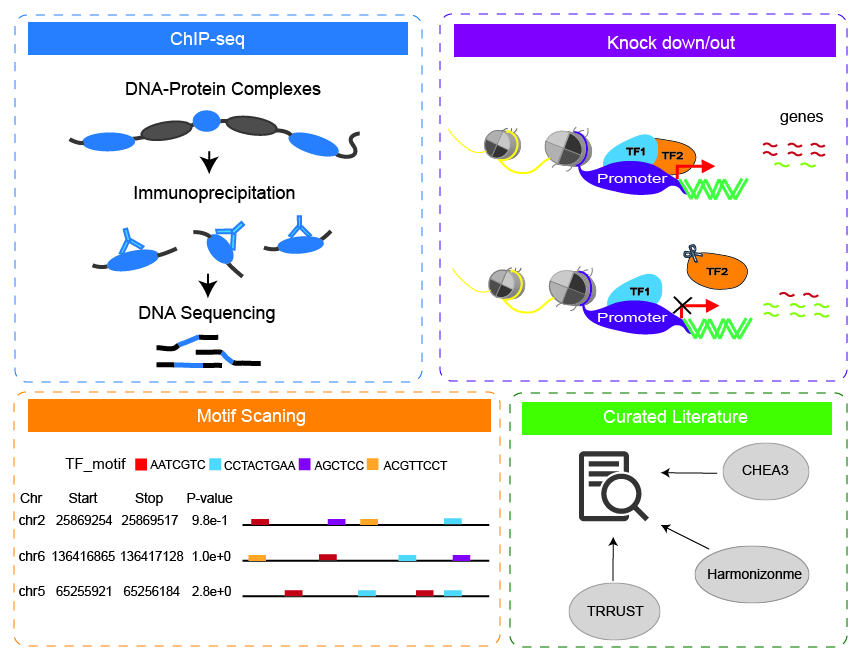 ChIP-seq
DNA-Protein Complexes
Immunoprecipitation
DNA Sequencing
Knock down/out
genes
TF1
TF2
Promoter
TF2
TF1
Promoter
Motif Scaning
TF_motif AATCGTC CCTACTGAA AGCTCC ACGTTCCT
Chr Start Stop P-value
chr2 25869254 25869517 9.8e-1
chr6 136416865 136417128 1.0e+0
chr5 65255921 65256184 2.8e+0
Curated Literature
CHEA3
Harmonizonme
TRRUST